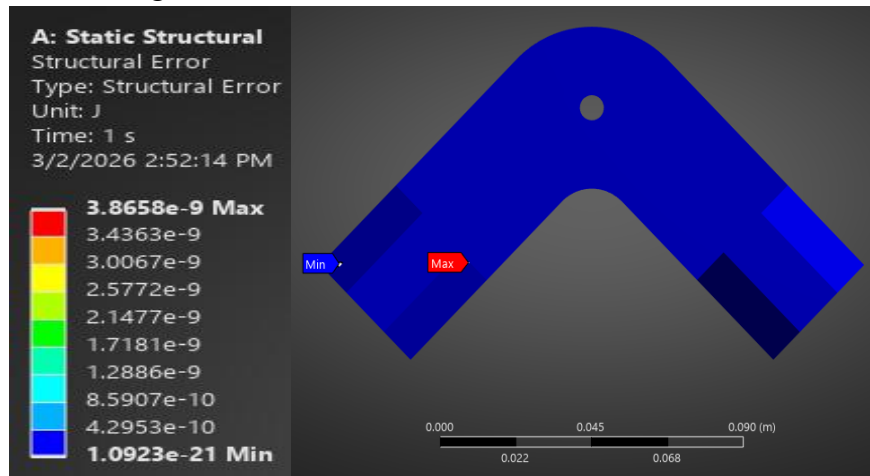 A: Static Structural
Structural Error
Type: Structural Error
Unit: J
Time: 1 s
3/2/2026 2:52:14 PM
3.8658e-9 Max
3.4363e-9
3.0067e-9
2.5772e-9
2.1477e-9
1.7181e-9
1.2886e-9
8.5907e-10
4.2953e-10
1.0923e-21 Min
Min
Max
0.000 0.045 0.090 (m)
0.022 0.068